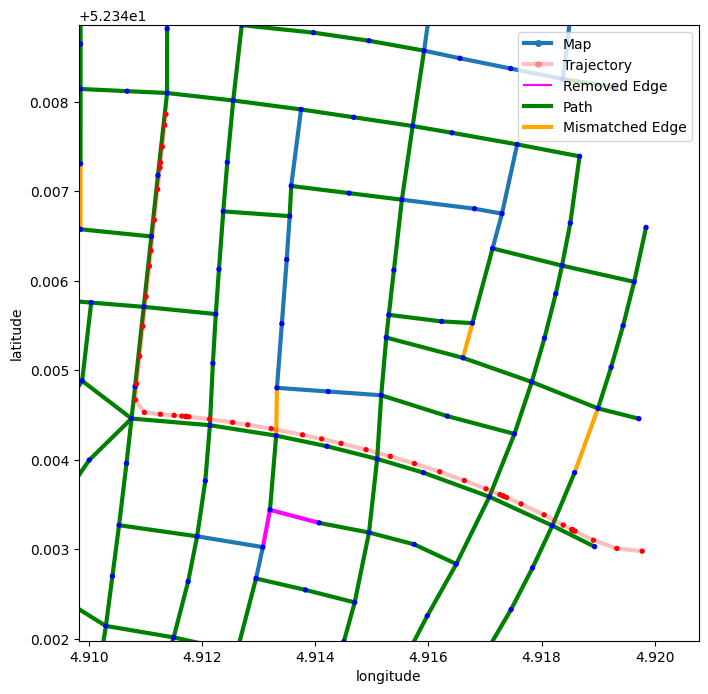 +5.234e1
Map
Trajectory
Removed Edge
Path
Mismatched Edge
0.008
0.007
0.006
0.005
0.004
0.003
0.002
latitude
4.910 4.912 4.914 4.916 4.918 4.920
longitude